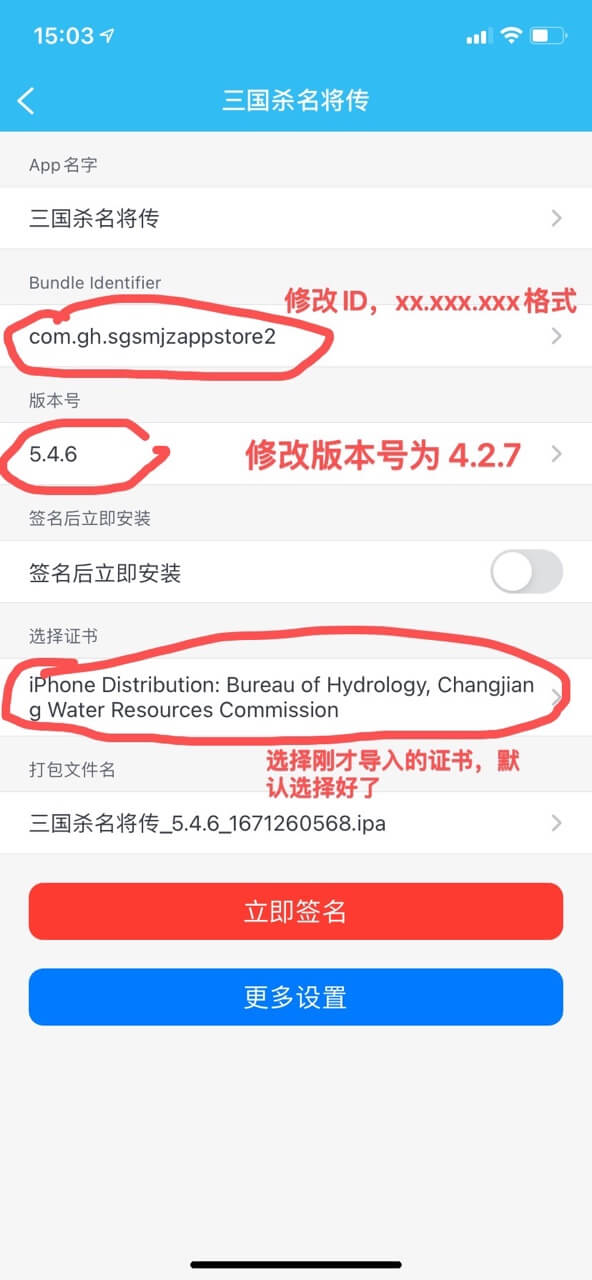 15:03
三国杀名将传
App名字
三国杀名将传
Bundle Identifier
修改ID，xx.xxx.xxx格式
com.gh.sgsmjzappstore2
版本号
5.4.6
修改版本号为 4.2.7
签名后立即安装
签名后立即安装
选择证书
iPhone Distribution: Bureau of Hydrology, Changjian
g Water Resources Commission
选择刚才导入的证书，默
认选择好了
打包文件名
三国杀名将传_5.4.6_1671260568.ipa
立即签名
更多设置